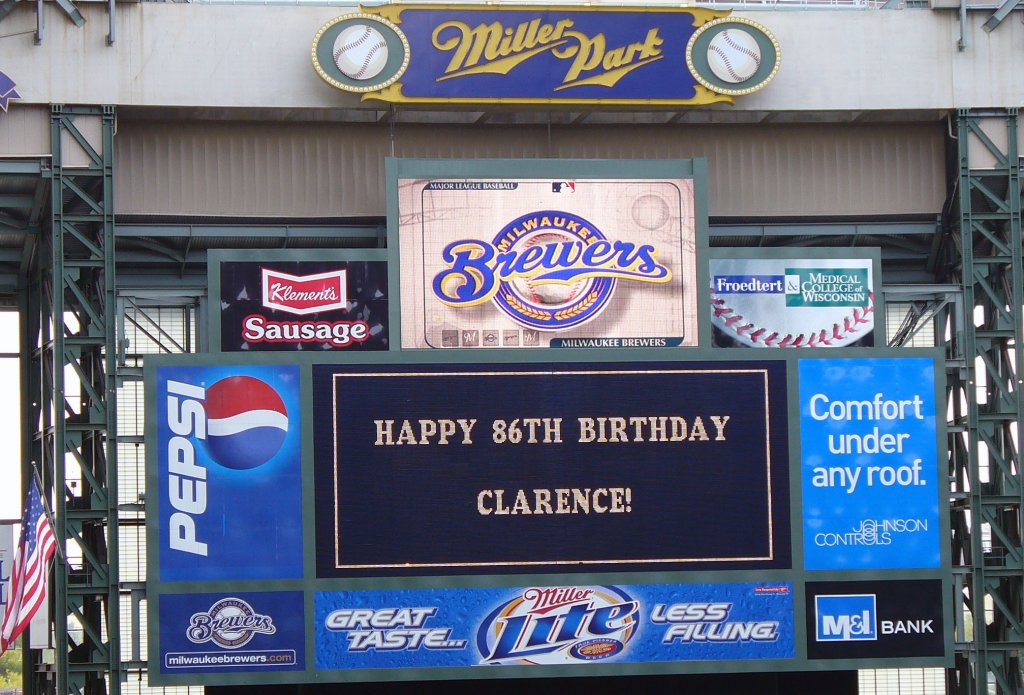 Miller Park
MAJOR LEAGUE BASEBALL
MILWAUKEE
Brewers
MILWAUKEE BREWERS
Klement's
Sausage
Froedtert & MEDICAL
COLLEGE of
WISCONSIN
PEPSI
HAPPY 86TH BIRTHDAY
CLARENCE!
Comfort
under
any roof.
JOHNSON
CONTROLS
MILWAUKEE
Brewers
milwaukeebrewers.com
GREAT
TASTE...
Miller
Lite
LESS
FILLING.
M&I BANK